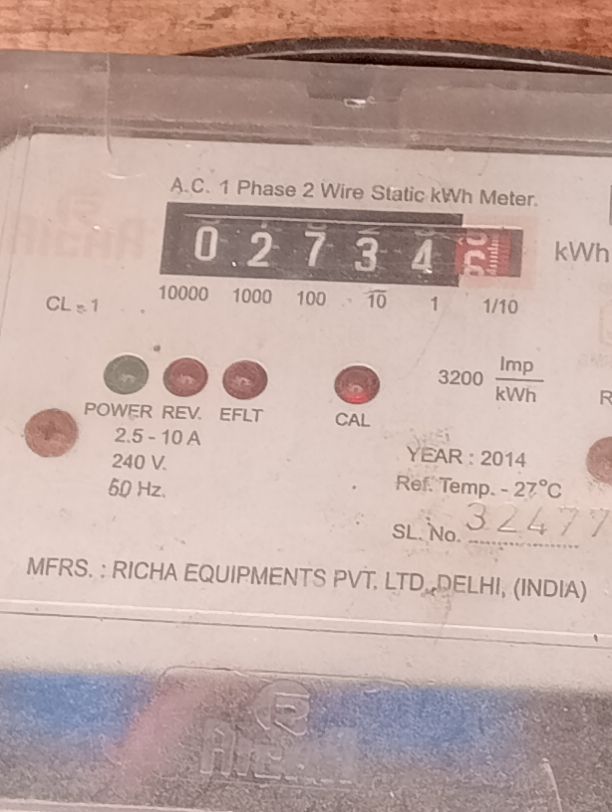 A.C. 1 Phase 2 Wire Static kWh Meter.
0 2 7 3 4 kWh
10000 1000 100 10 1 1/10
CL - 1
3200 Imp/kWh
POWER REV. EFLT CAL
2.5 - 10 A
240 V.
50 Hz.
YEAR : 2014
Ref. Temp. - 27°C
SL. No. 32477
MFRS. : RICHA EQUIPMENTS PVT. LTD., DELHI, (INDIA)